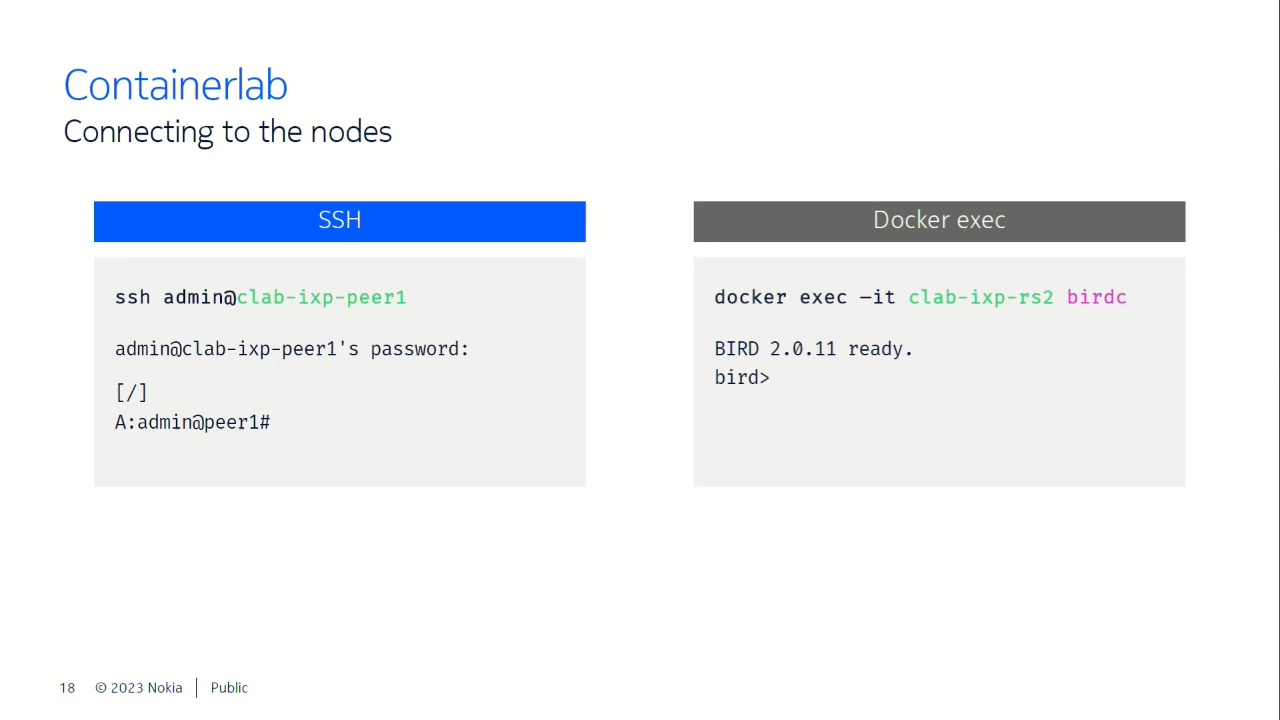 Containerlab
Connecting to the nodes
SSH
ssh admin@clab-ixp-peer1
admin@clab-ixp-peer1's password:
[/]
A:admin@peer1#
Docker exec
docker exec –it clab-ixp-rs2 birdc
BIRD 2.0.11 ready.
bird>
18 © 2023 Nokia Public